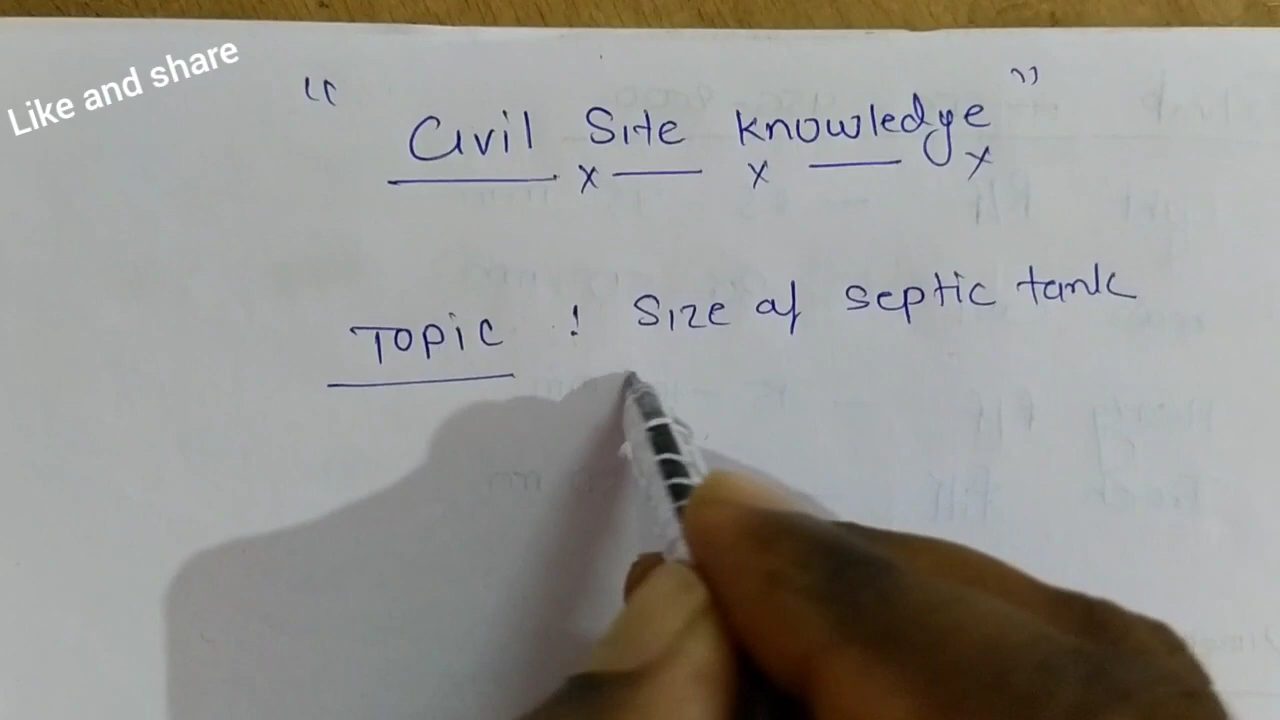 Like and share
" Civil Site knowledge "
x x x
Topic : Size of septic tank